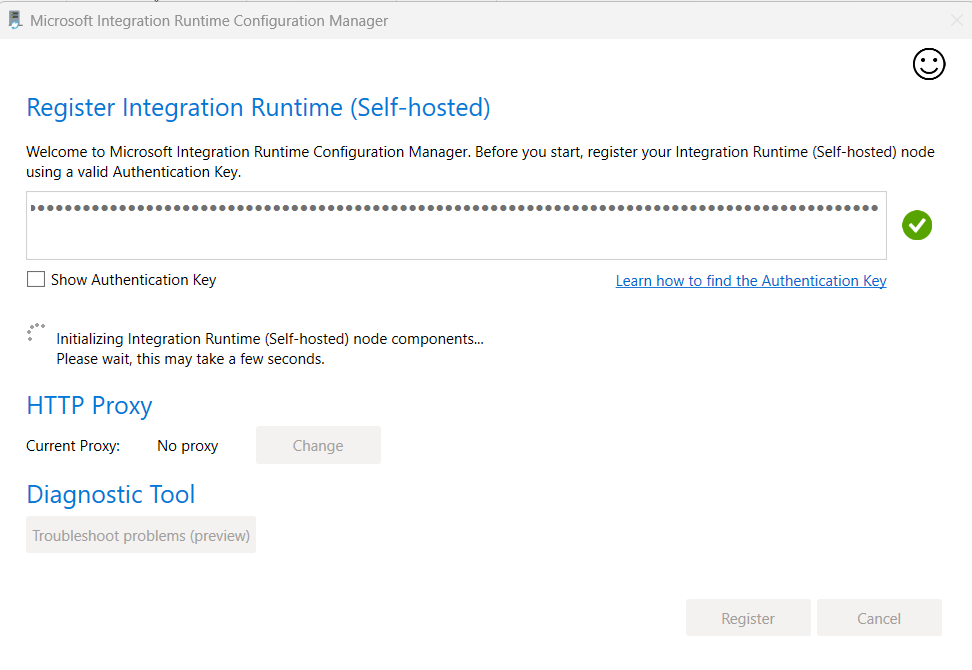 Microsoft Integration Runtime Configuration Manager
Register Integration Runtime (Self-hosted)
Welcome to Microsoft Integration Runtime Configuration Manager. Before you start, register your Integration Runtime (Self-hosted) node
using a valid Authentication Key.
Show Authentication Key
Learn how to find the Authentication Key
Initializing Integration Runtime (Self-hosted) node components...
Please wait, this may take a few seconds.
HTTP Proxy
Current Proxy: No proxy Change
Diagnostic Tool
Troubleshoot problems (preview)
Register Cancel